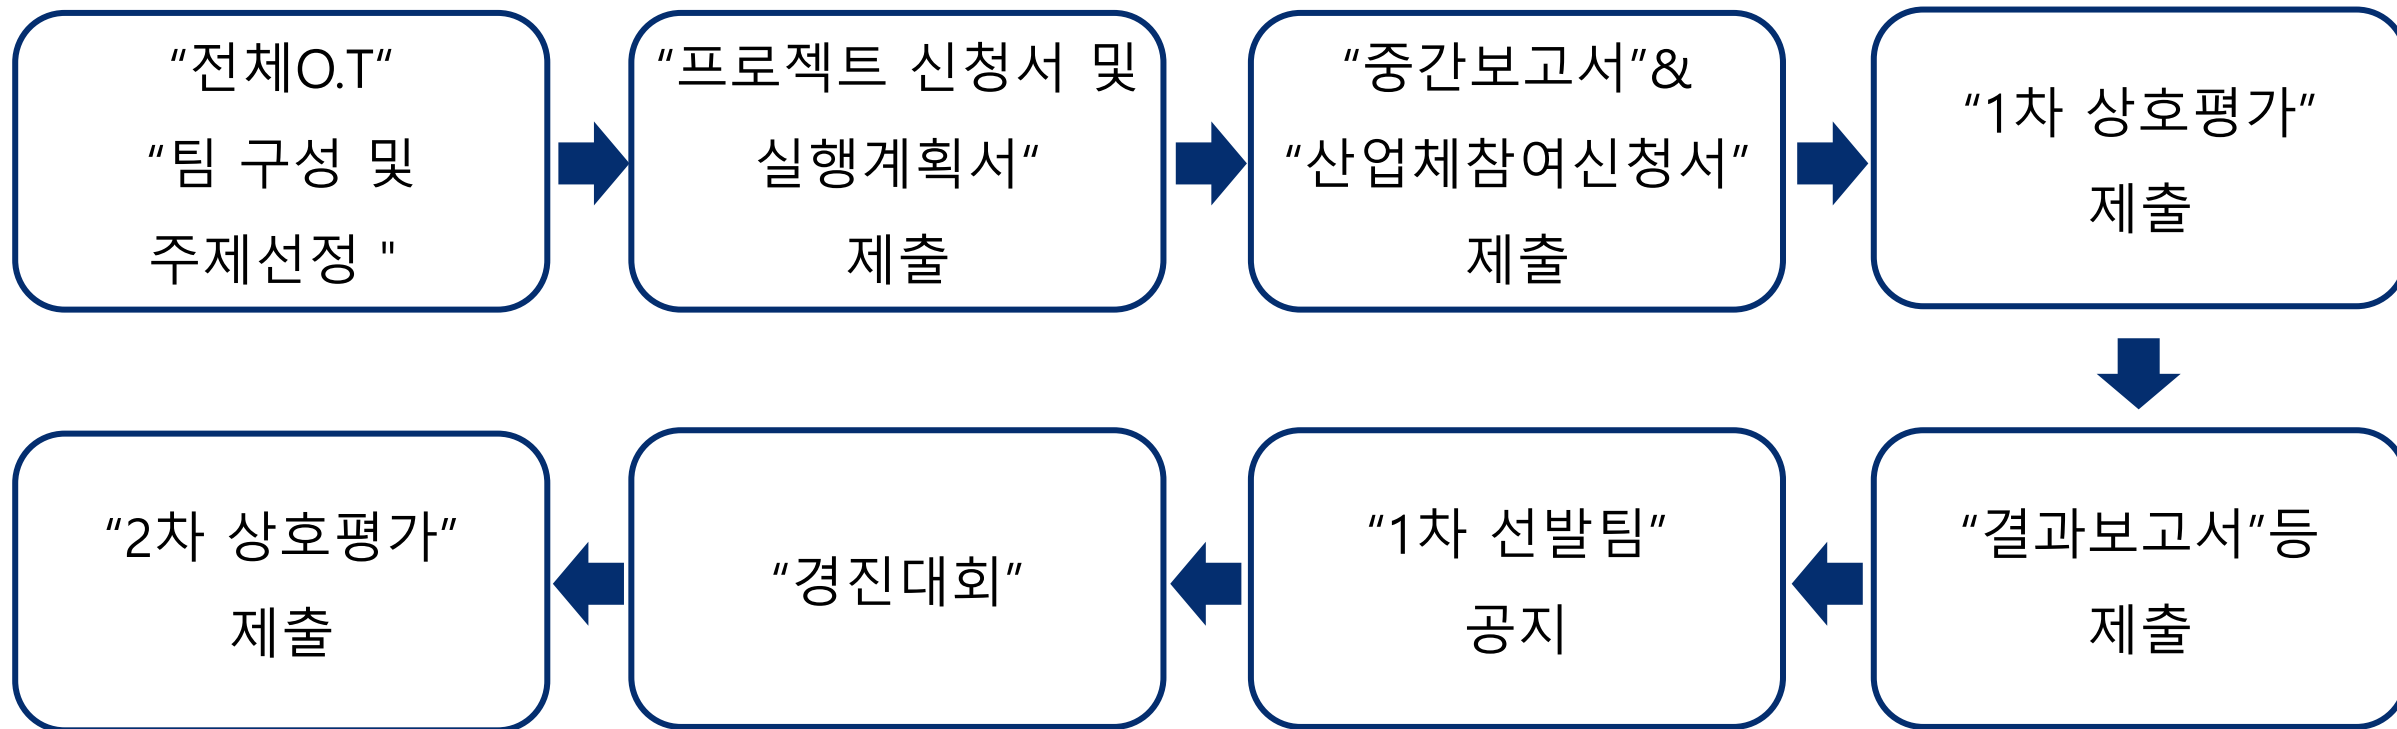 “전체O.T“
“팀 구성 및
주제선정 "
“프로젝트 신청서 및
실행계획서“
제출
“중간보고서”&
“산업체참여신청서”
제출
“1차 상호평가”
제출
“결과보고서”등
제출
“1차 선발팀”
공지
“경진대회”
“2차 상호평가”
제출